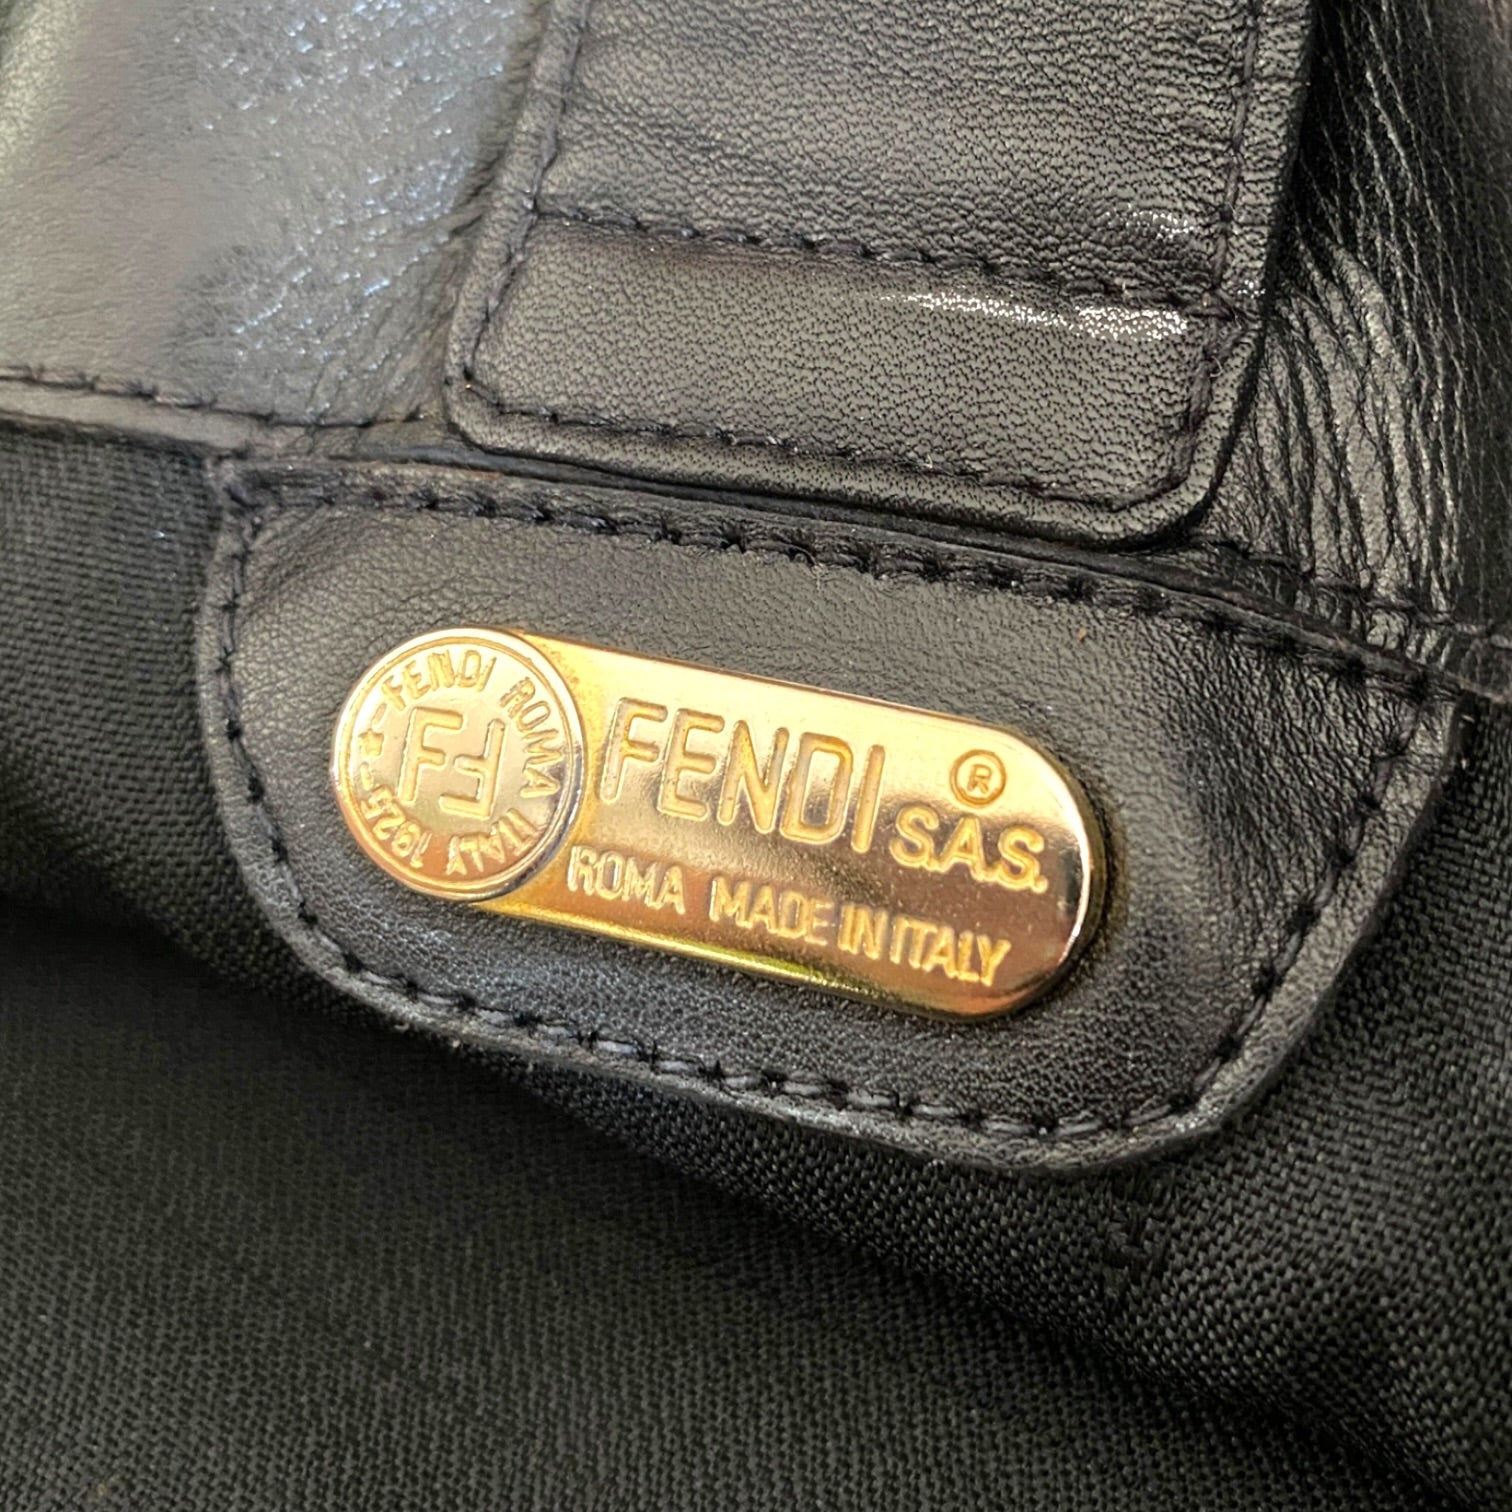 FENDI ROMA ITALY 1925
FF
FENDI S.A.S.®
ROMA MADE IN ITALY